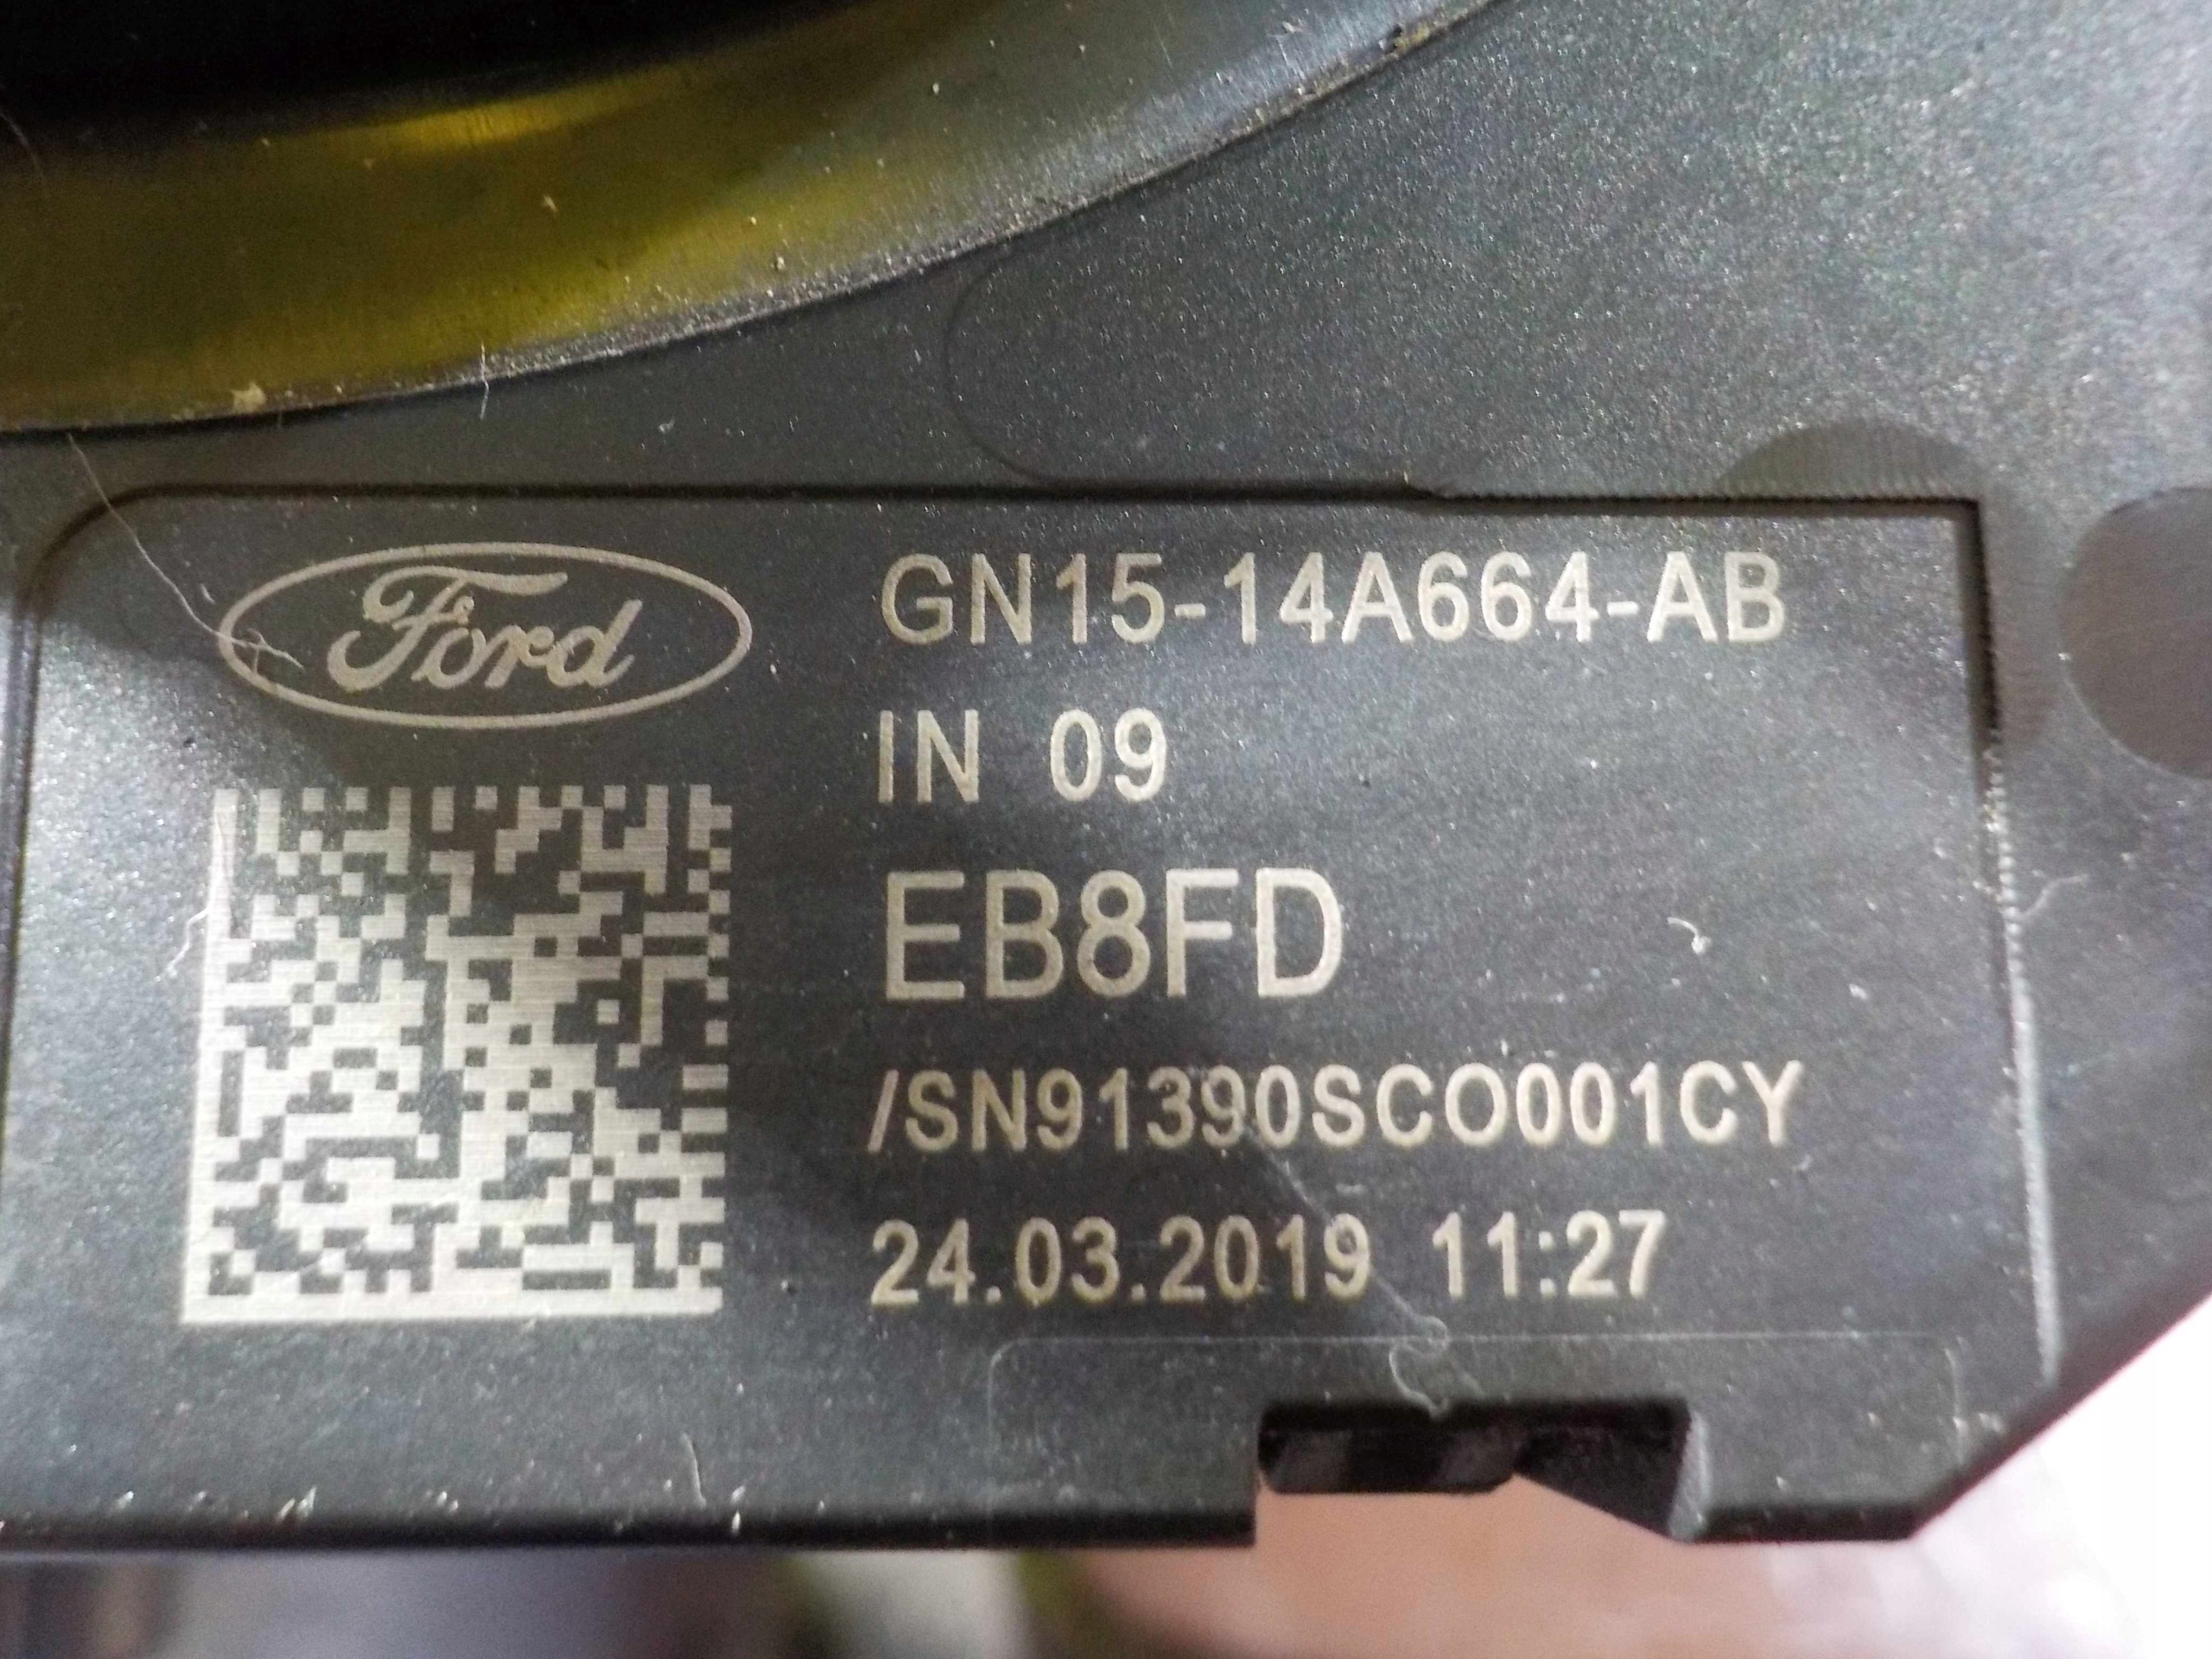 Ford
GN15-14A664-AB
IN 09
EB8FD
/SN91390SCO001CY
24.03.2019 11:27